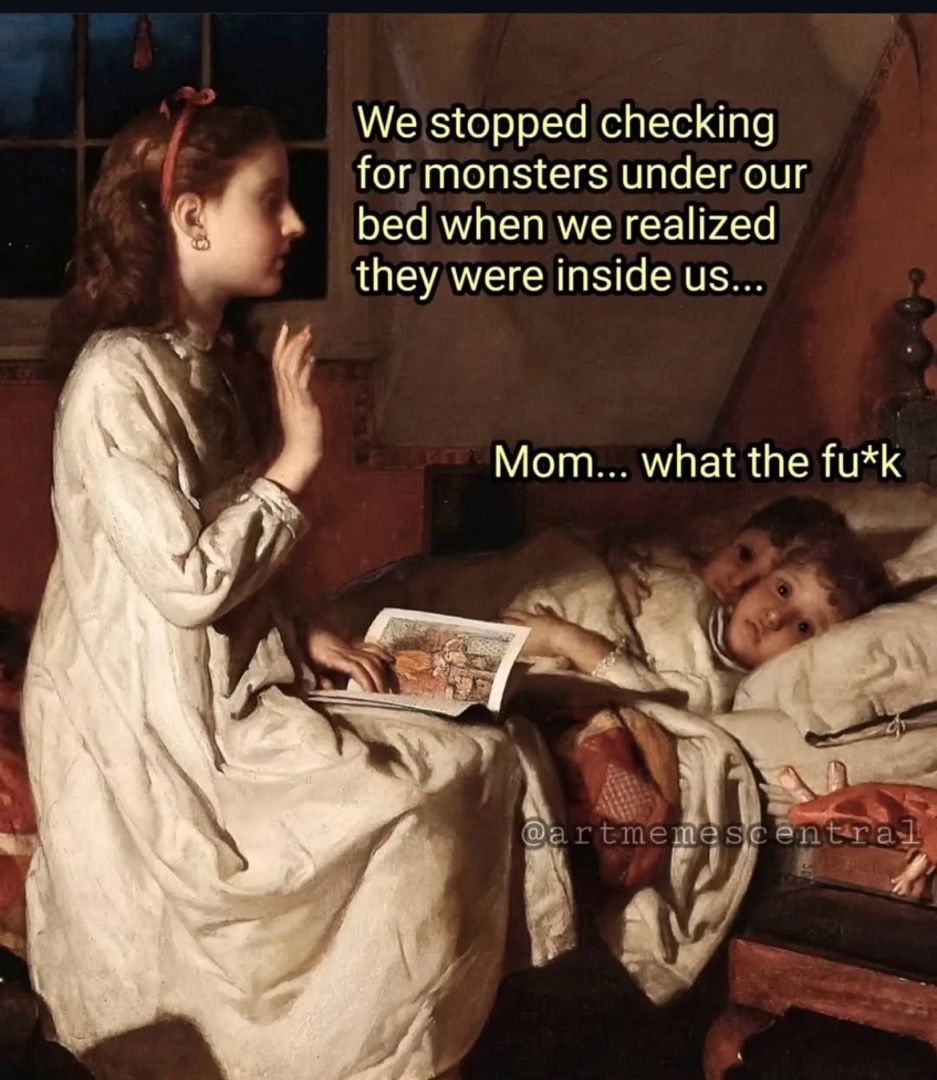 We stopped checking
for monsters under our
bed when we realized
they were inside us...
Mom... what the fu*k
@artmemescentral